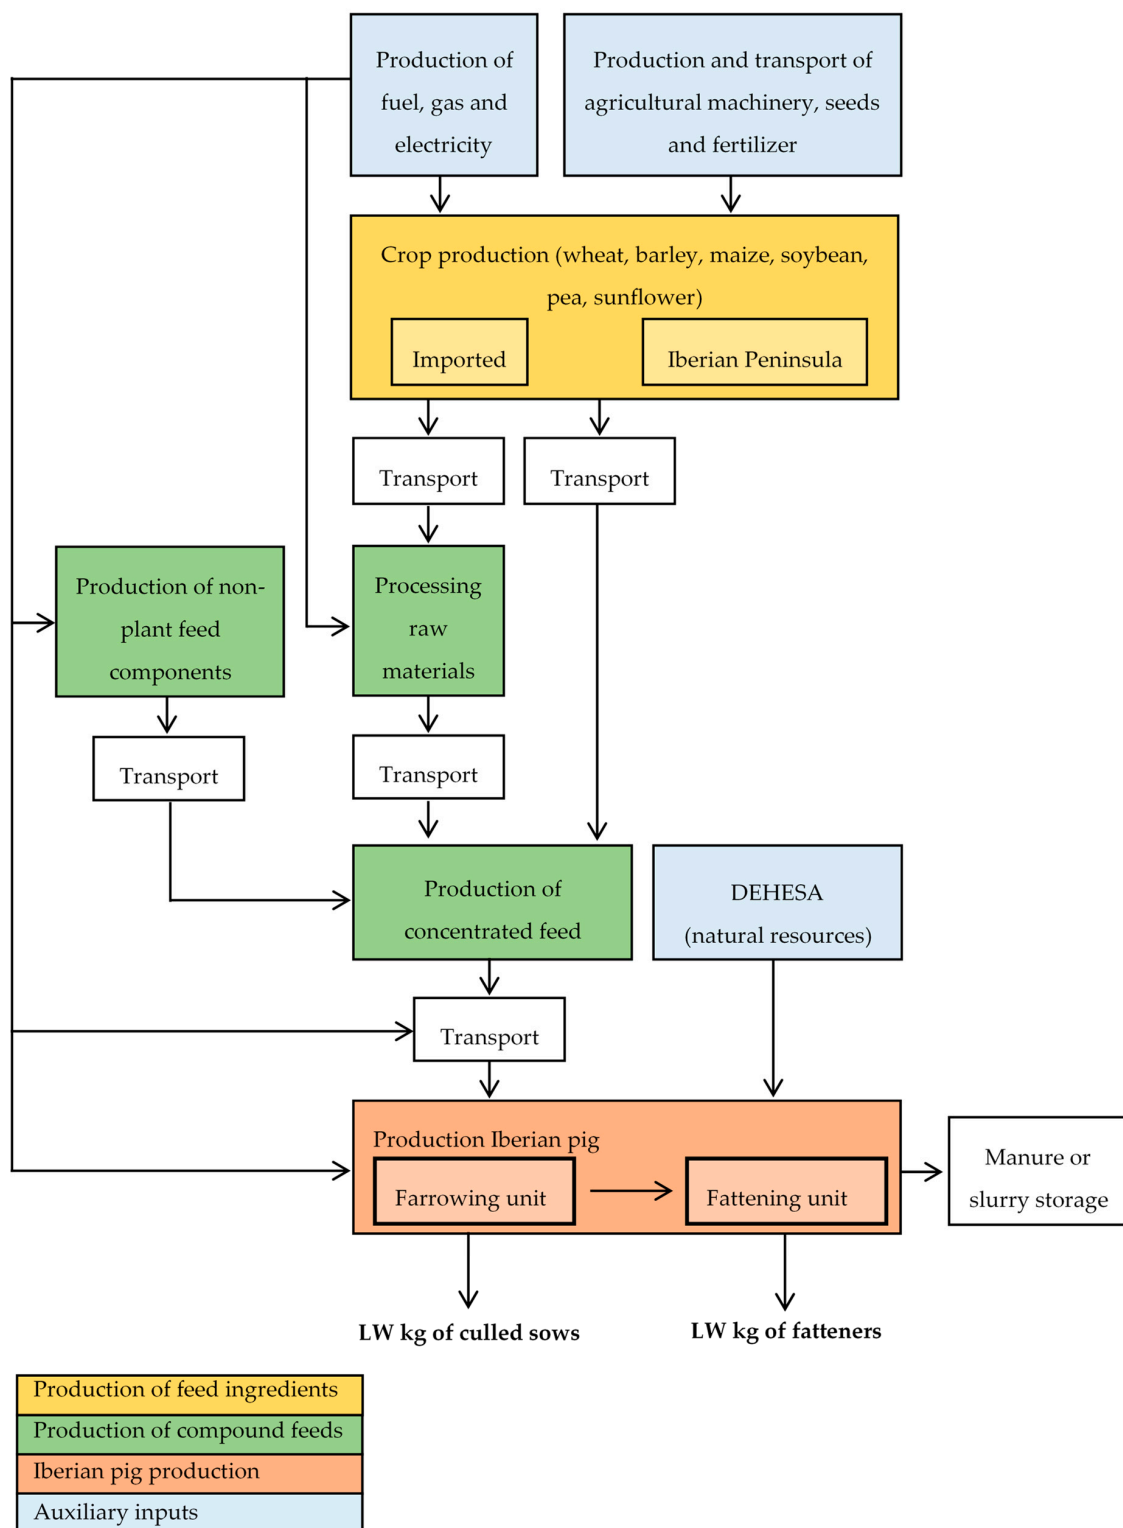 Production of
fuel, gas and
electricity
Production and transport of
agricultural machinery, seeds
and fertilizer
Crop production (wheat, barley, maize, soybean,
pea, sunflower)
Imported
Iberian Peninsula
Transport
Transport
Production of non-
plant feed
components
Processing
raw
materials
Transport
Transport
Production of
concentrated feed
DEHESA
(natural resources)
Transport
Production Iberian pig
Farrowing unit
Fattening unit
Manure or
slurry storage
LW kg of culled sows
LW kg of fatteners
Production of feed ingredients
Production of compound feeds
Iberian pig production
Auxiliary inputs